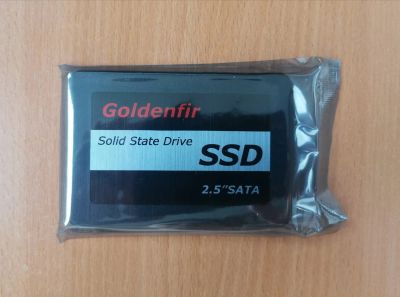 Goldenfir
Solid State Drive
SSD
2.5"SATA